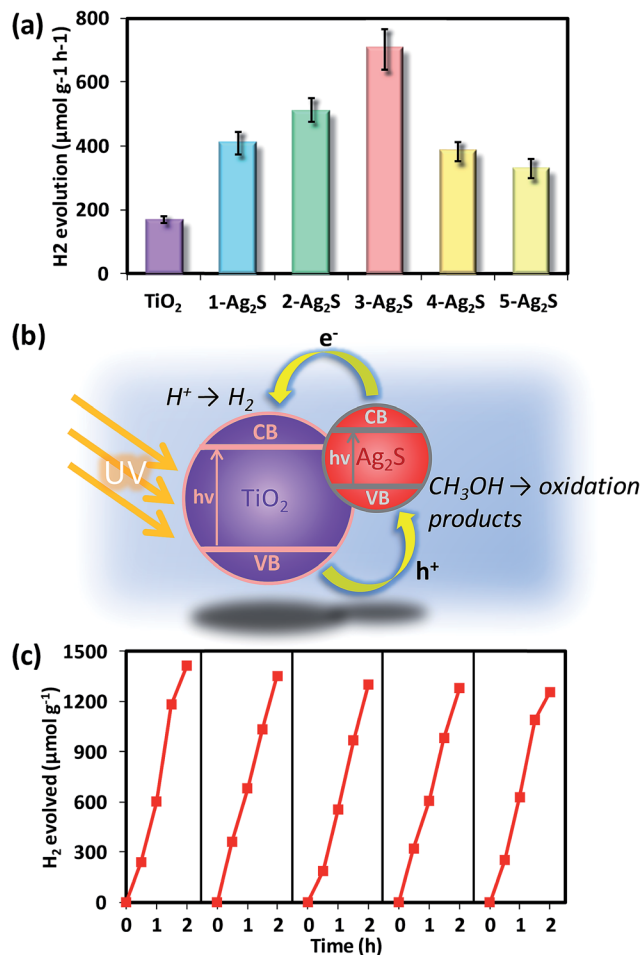 (a)
H2 evolution (µmol g-1 h-1)
800
600
400
200
0
TiO₂ 1-Ag₂S 2-Ag₂S 3-Ag₂S 4-Ag₂S 5-Ag₂S
(b)
e⁻
H⁺ → H₂
CB
CB
UV
hv
TiO₂
hv
Ag₂S
VB
CH₃OH → oxidation
products
VB
h⁺
(c)
H₂ evolved (µmol g⁻¹)
1500
1200
900
600
300
0
0 1 2 0 1 2 0 1 2 0 1 2 0 1 2
Time (h)